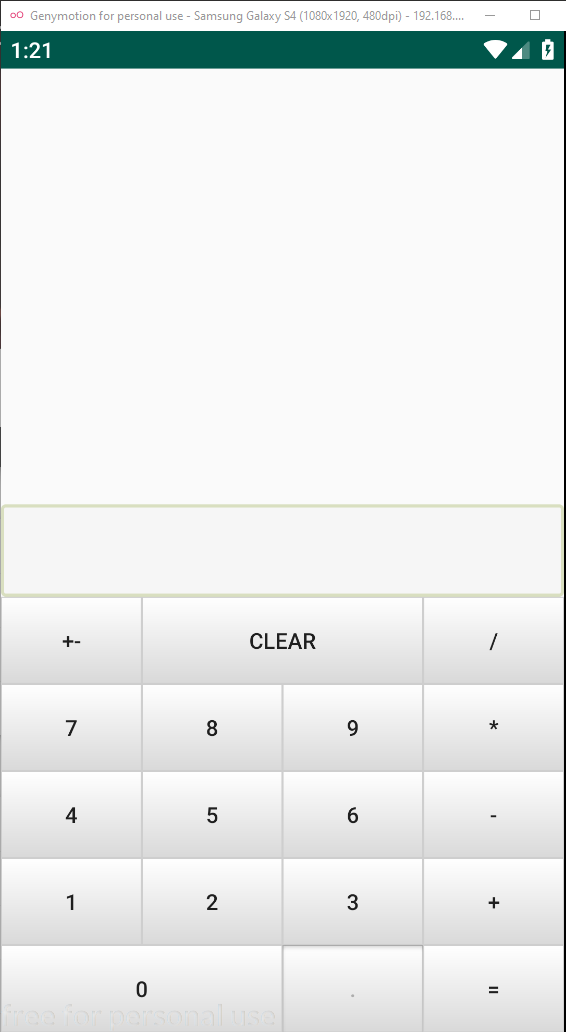 Genymotion for personal use - Samsung Galaxy S4 (1080x1920, 480dpi) - 192.168....
1:21
+- CLEAR /
7 8 9 *
4 5 6 -
1 2 3 +
0 . =
free for personal use